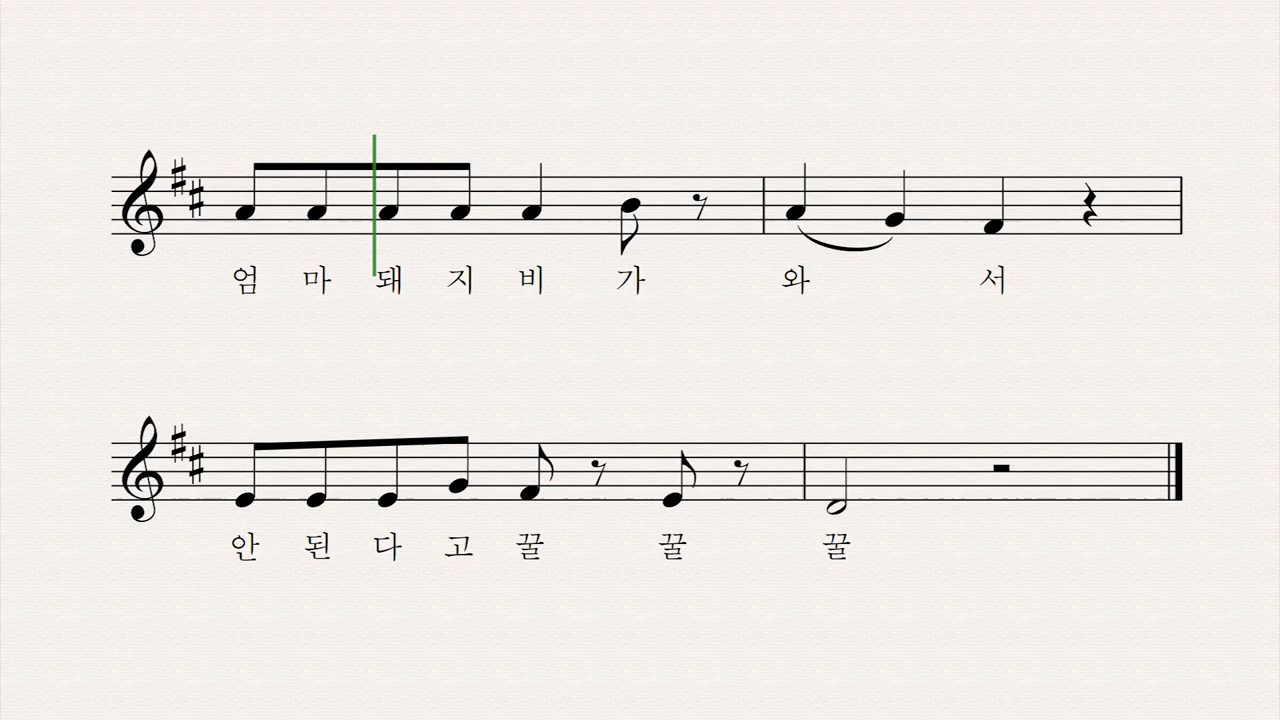 엄 마 돼 지 비 가 와 서
안 된 다 고 꿀 꿀 꿀